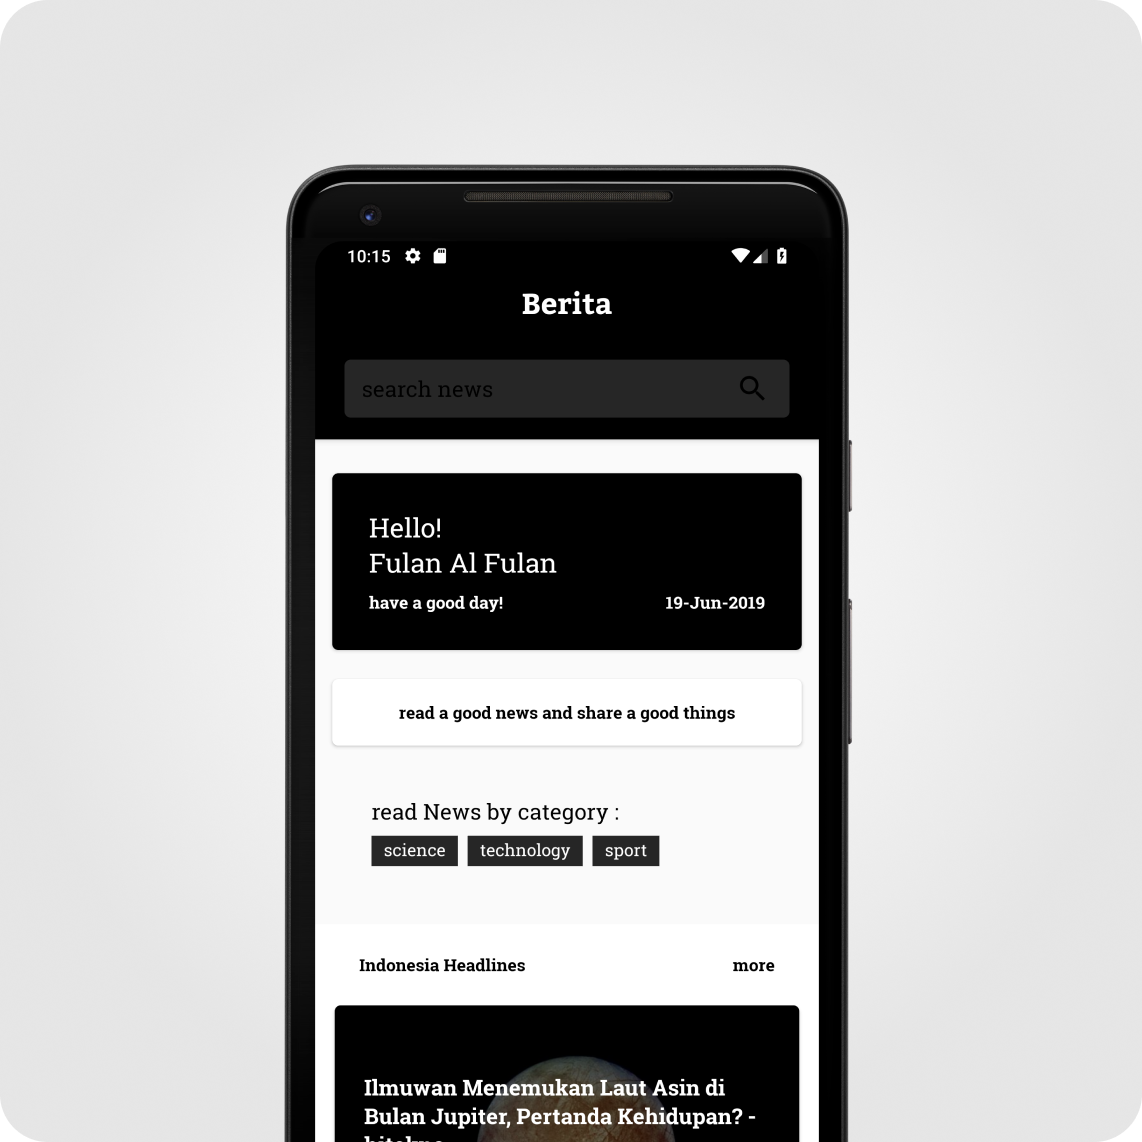 10:15
Berita
search news
Hello!
Fulan Al Fulan
have a good day! 19-Jun-2019
read a good news and share a good things
read News by category :
science technology sport
Indonesia Headlines more
Ilmuwan Menemukan Laut Asin di
Bulan Jupiter, Pertanda Kehidupan? -